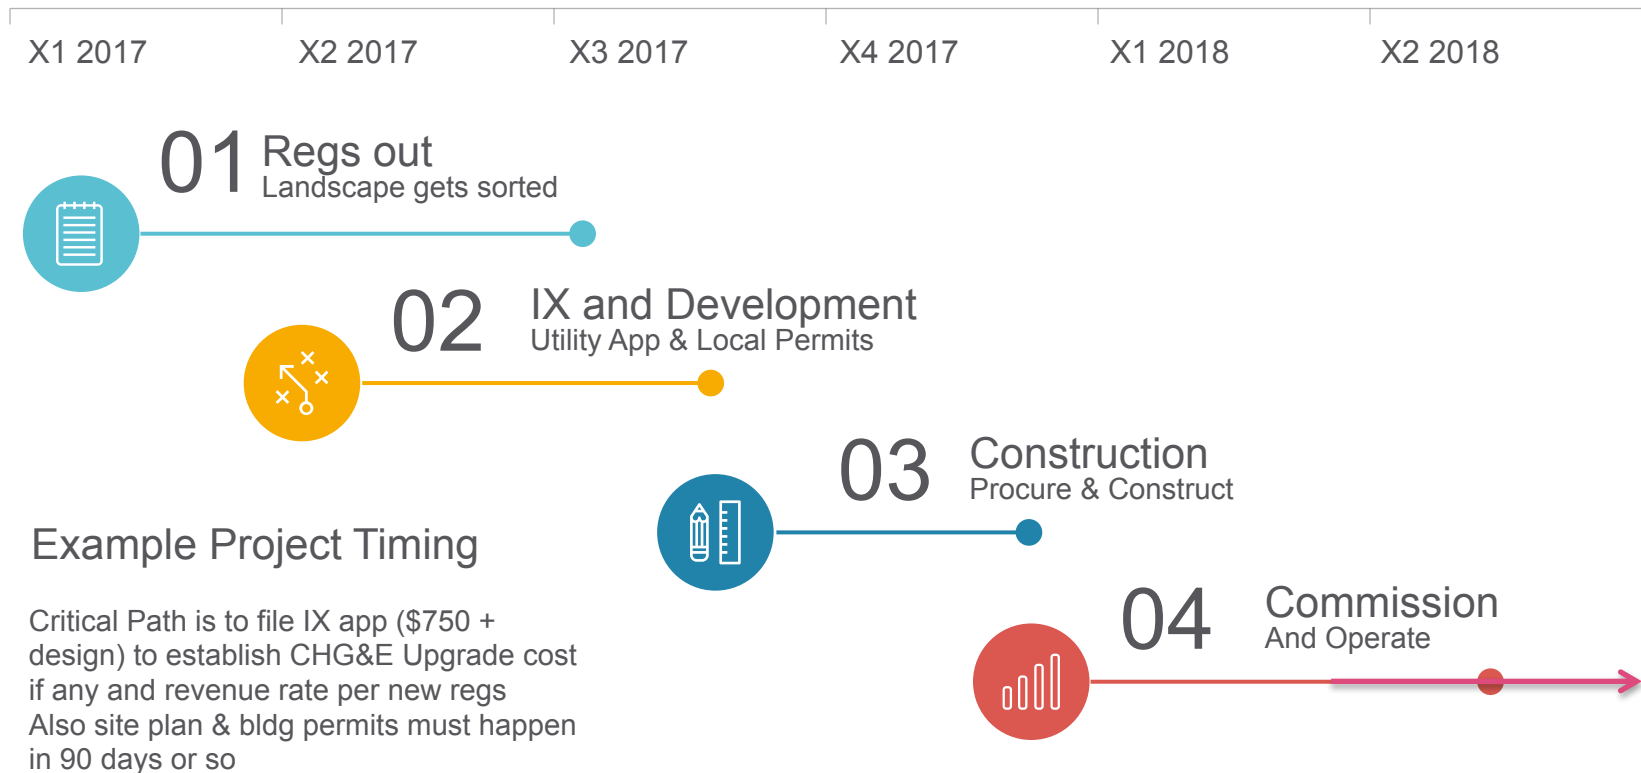 X1 2017
X2 2017
X3 2017
X4 2017
X1 2018
X2 2018
01
Regs out
Landscape gets sorted
02
IX and Development
Utility App & Local Permits
03
Construction
Procure & Construct
Example Project Timing
04
Commission
And Operate
Critical Path is to file IX app ($750 +
design) to establish CHG&E Upgrade cost
if any and revenue rate per new regs
Also site plan & bldg permits must happen
in 90 days or so